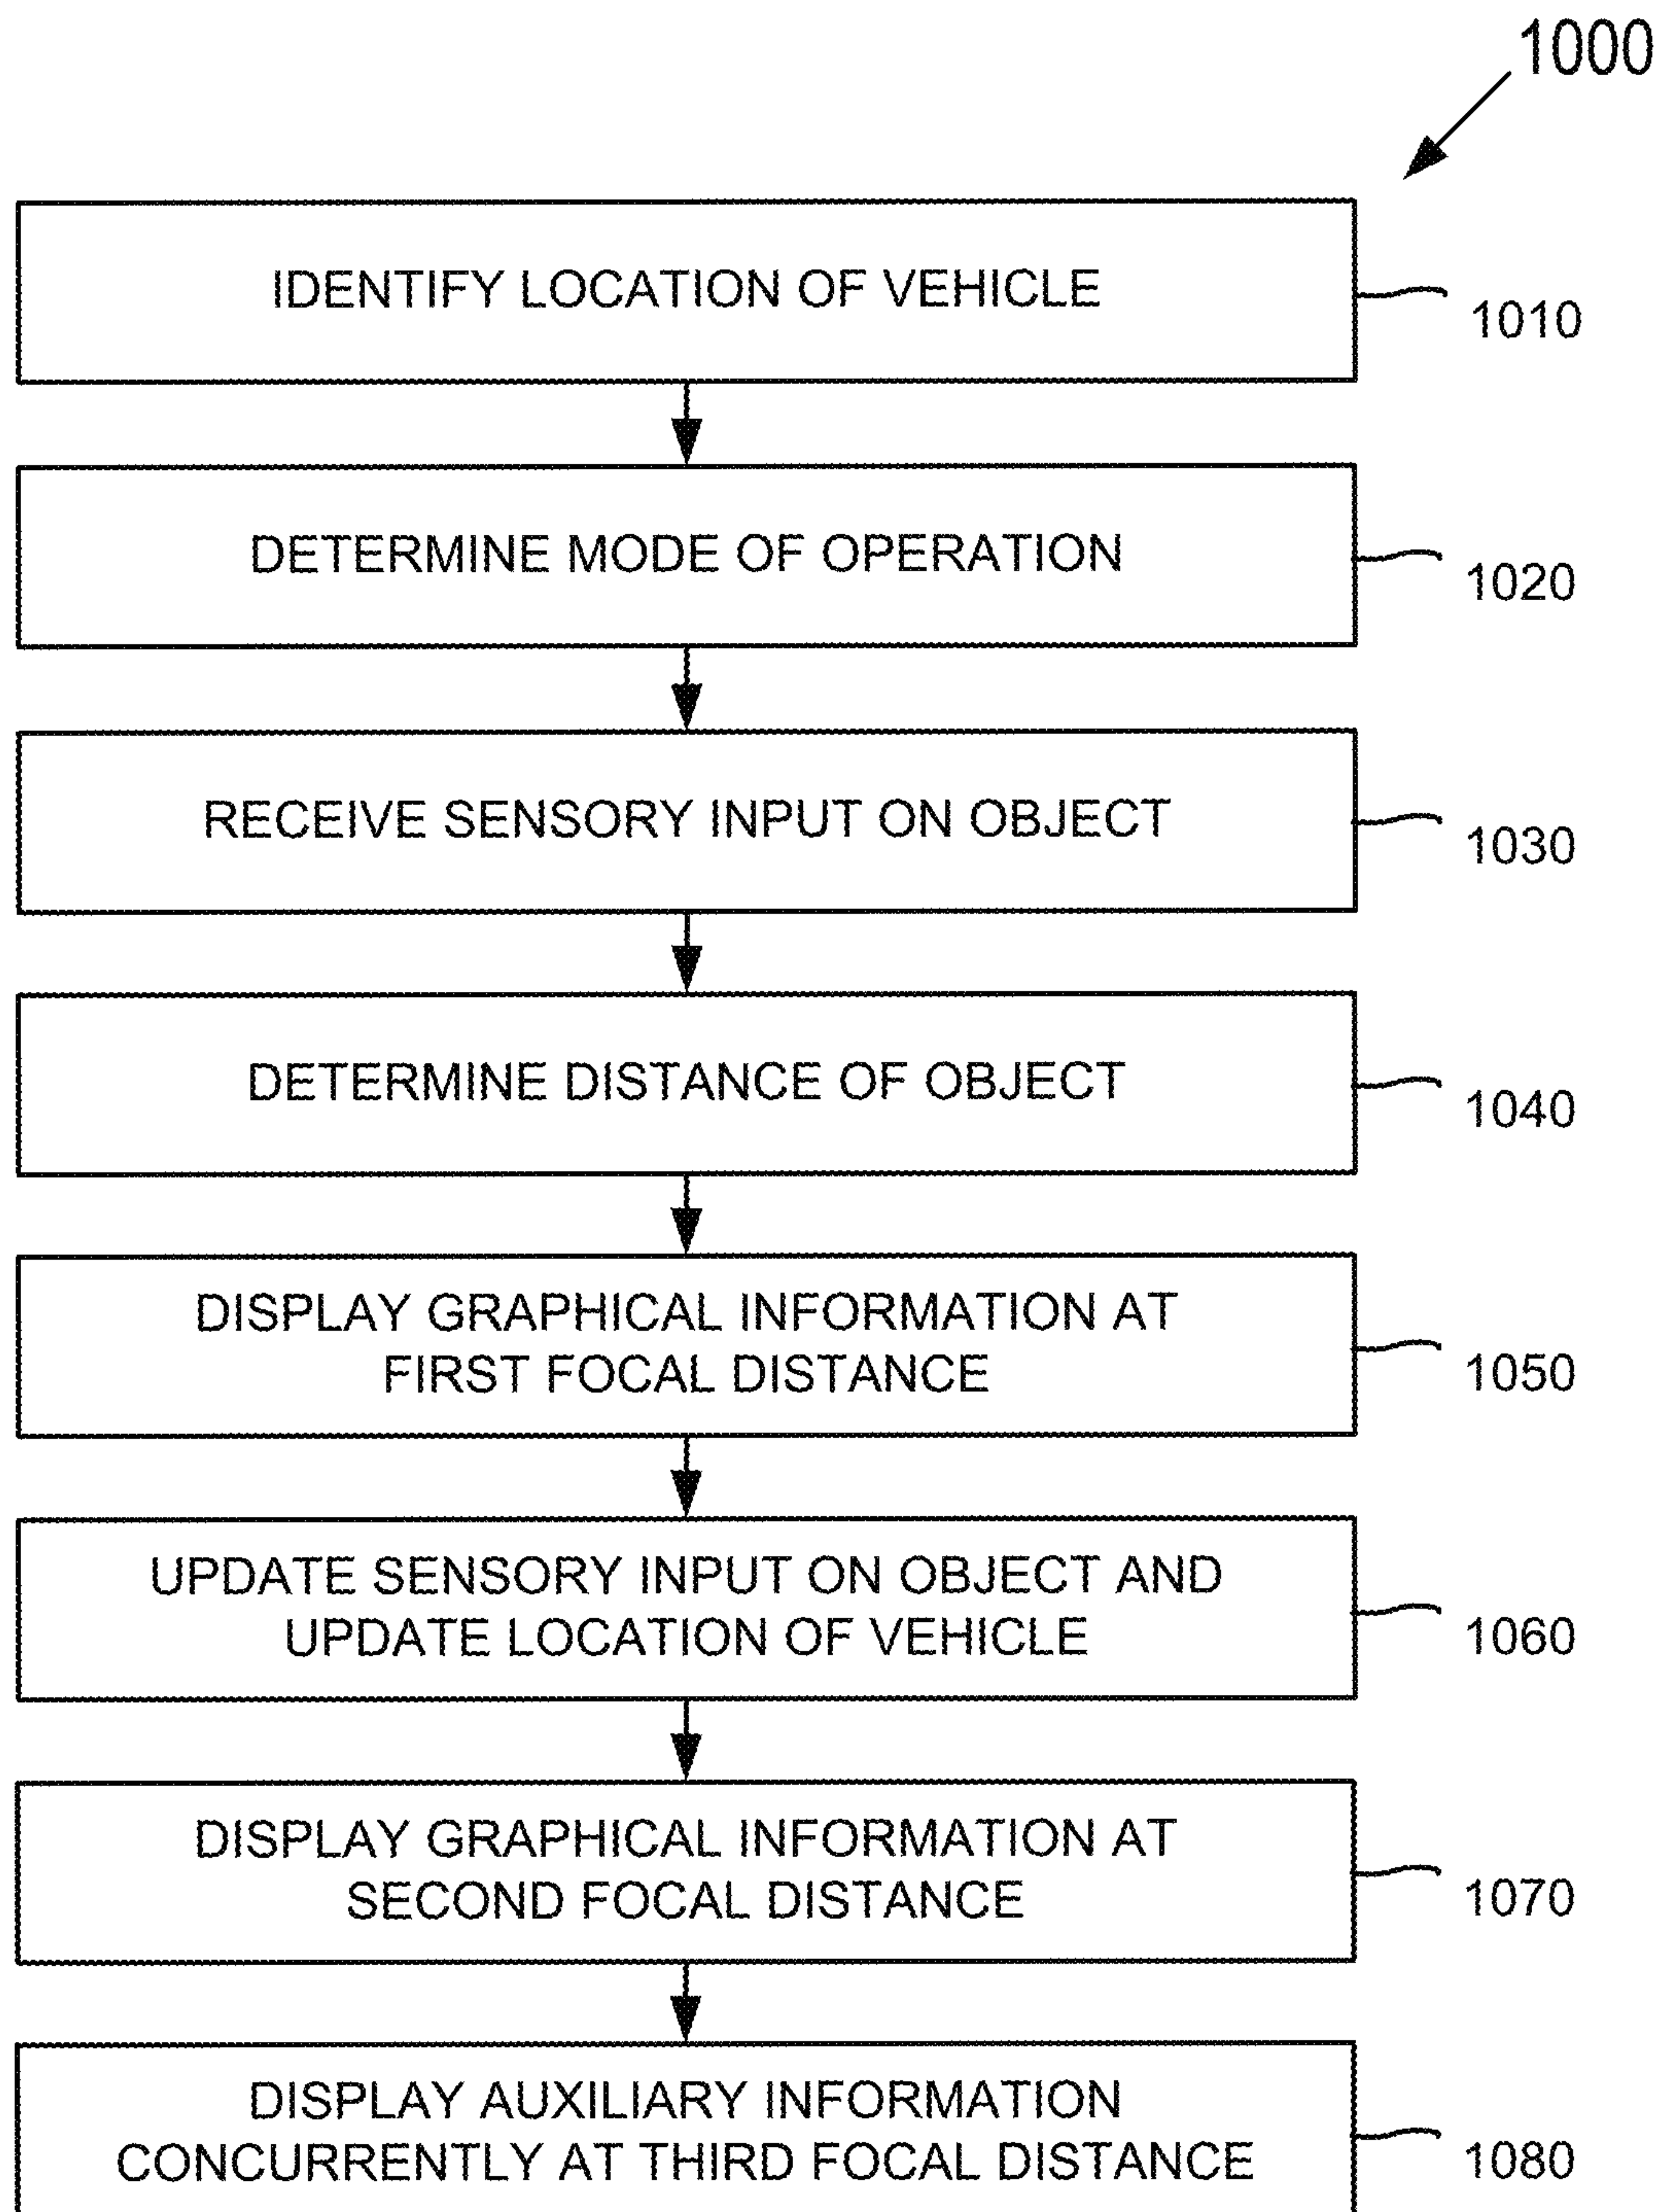 1000
IDENTIFY LOCATION OF VEHICLE
1010
DETERMINE MODE OF OPERATION
1020
RECEIVE SENSORY INPUT ON OBJECT
1030
DETERMINE DISTANCE OF OBJECT
1040
DISPLAY GRAPHICAL INFORMATION AT
FIRST FOCAL DISTANCE
1050
UPDATE SENSORY INPUT ON OBJECT AND
UPDATE LOCATION OF VEHICLE
1060
DISPLAY GRAPHICAL INFORMATION AT
SECOND FOCAL DISTANCE
1070
DISPLAY AUXILIARY INFORMATION
CONCURRENTLY AT THIRD FOCAL DISTANCE
1080